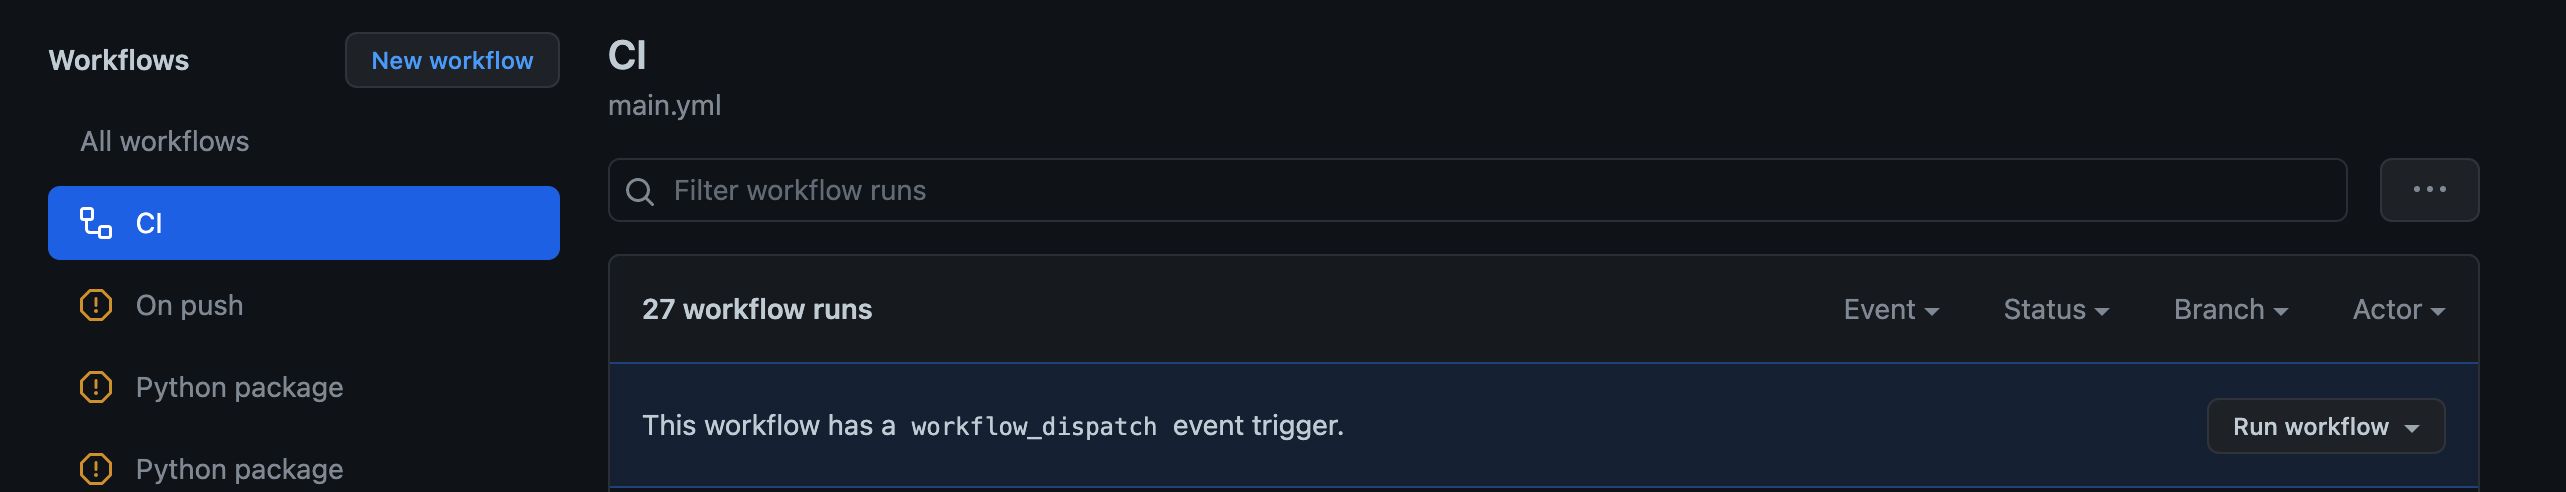 Workflows
New workflow
All workflows
CI
On push
Python package
Python package
CI
main.yml
Filter workflow runs
27 workflow runs
Event
Status
Branch
Actor
This workflow has a workflow_dispatch event trigger.
Run workflow